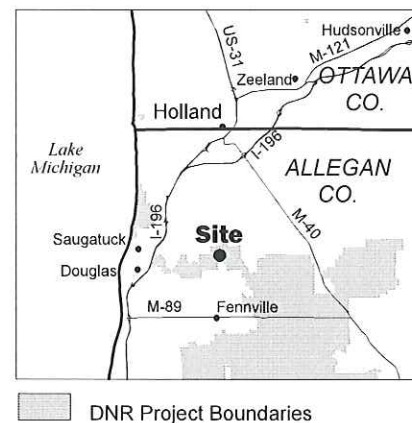 Hudsonville
US-31
M-121
Zeeland
OTTAWA
CO.
Holland
Lake
Michigan
I-196
ALLEGAN
CO.
I-196
M-40
Saugatuck
Site
Douglas
M-89
Fennville
DNR Project Boundaries